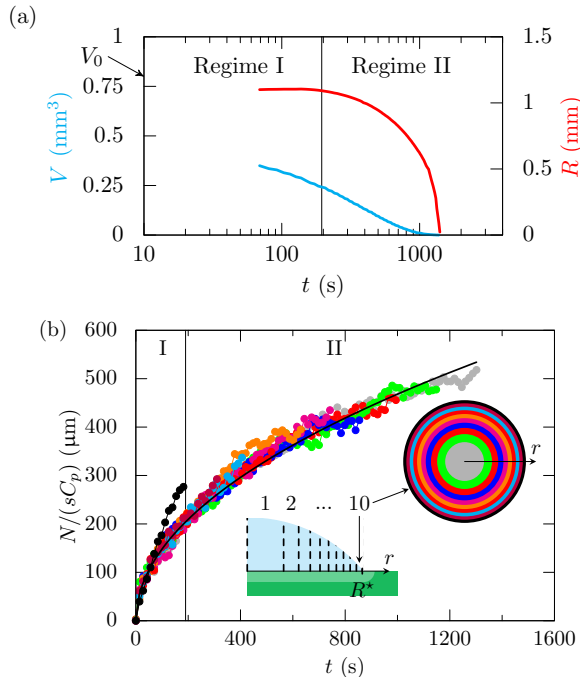 (a)
1
0.75
0.5
0.25
0
V₀
V (mm³)
Regime I
Regime II
1.5
1
0.5
0
R (mm)
10
100
1000
t (s)
(b)
600
500
400
300
200
100
0
N/(sCₚ) (μm)
I
II
r
1 2 ... 10
r
R⋆
0
400
800
1200
1600
t (s)